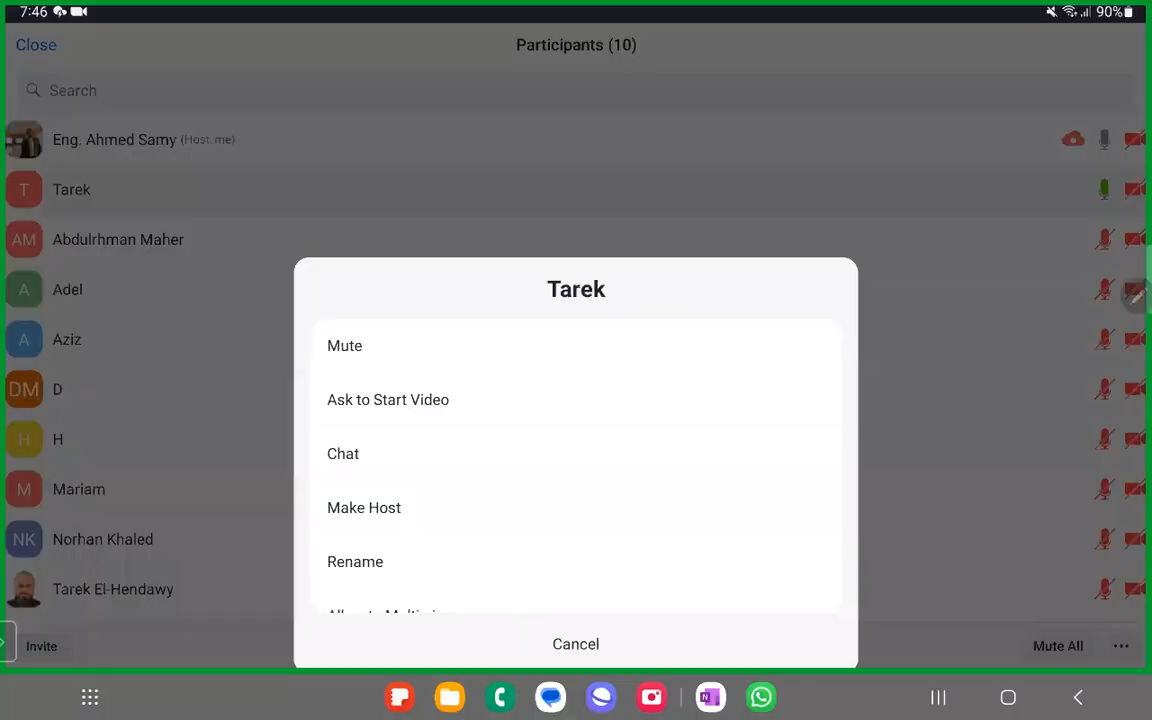 7:46
90%
Close
Participants (10)
Search
Eng. Ahmed Samy (Host, me)
T Tarek
AM Abdulrhman Maher
A Adel
A Aziz
DM D
H H
M Mariam
NK Norhan Khaled
Tarek El-Hendawy
Tarek
Mute
Ask to Start Video
Chat
Make Host
Rename
Cancel
Invite
Mute All